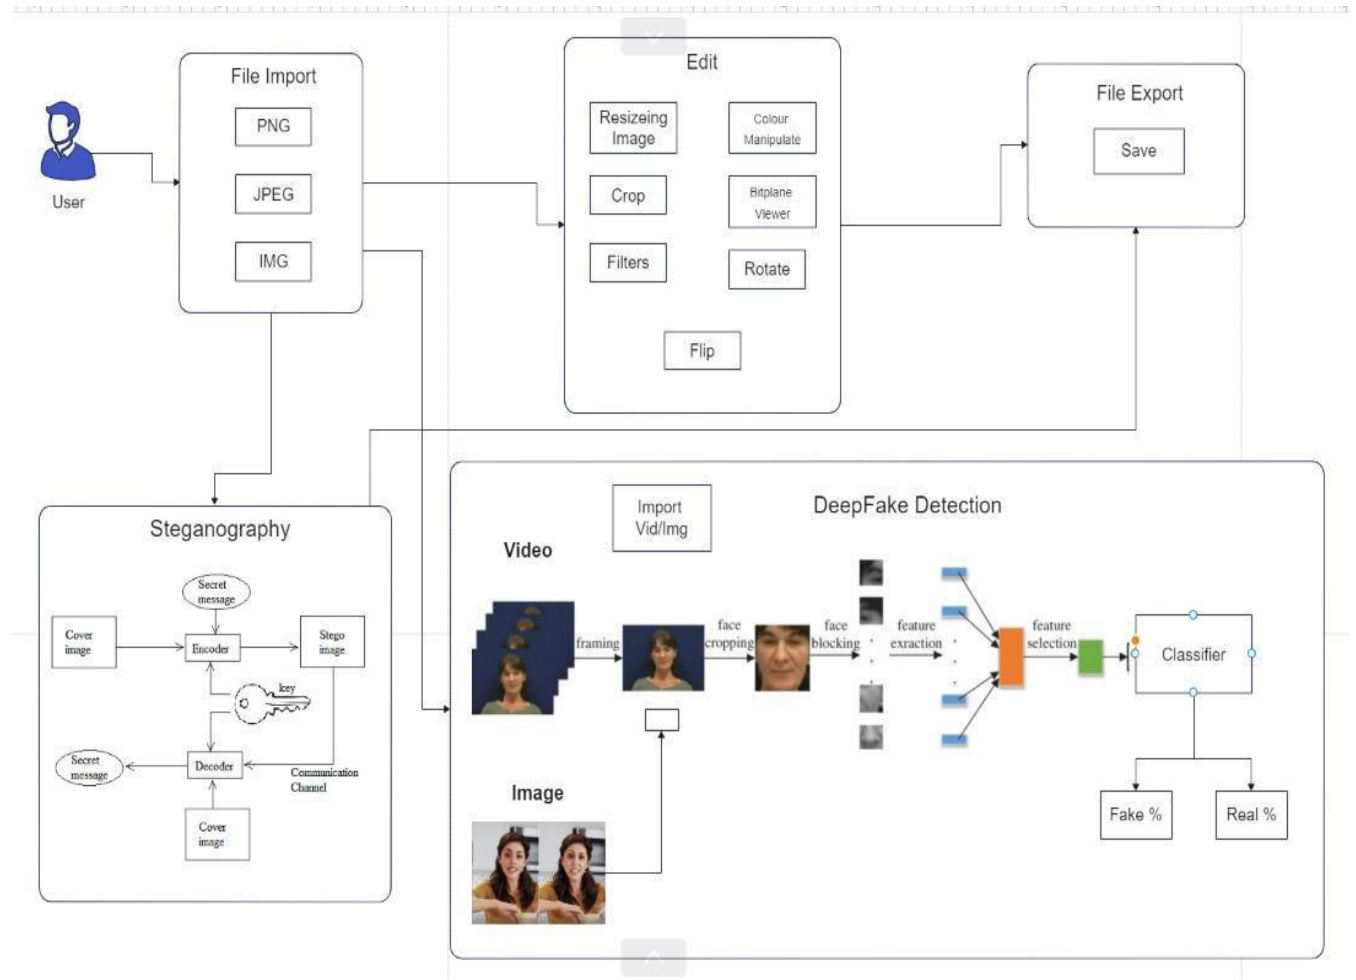 User
File Import
PNG
JPEG
IMG
Edit
Resizeing
Image
Colour
Manipulate
Crop
Bitplane
Viewer
Filters
Rotate
Flip
File Export
Save
Steganography
Secret
message
Cover
image
Encoder
Stego
image
key
Secret
message
Decoder
Communication
Channel
Cover
image
DeepFake Detection
Import
Vid/Img
Video
framing
face
cropping
face
blocking
feature
extraction
feature
selection
Classifier
Image
Fake %
Real %